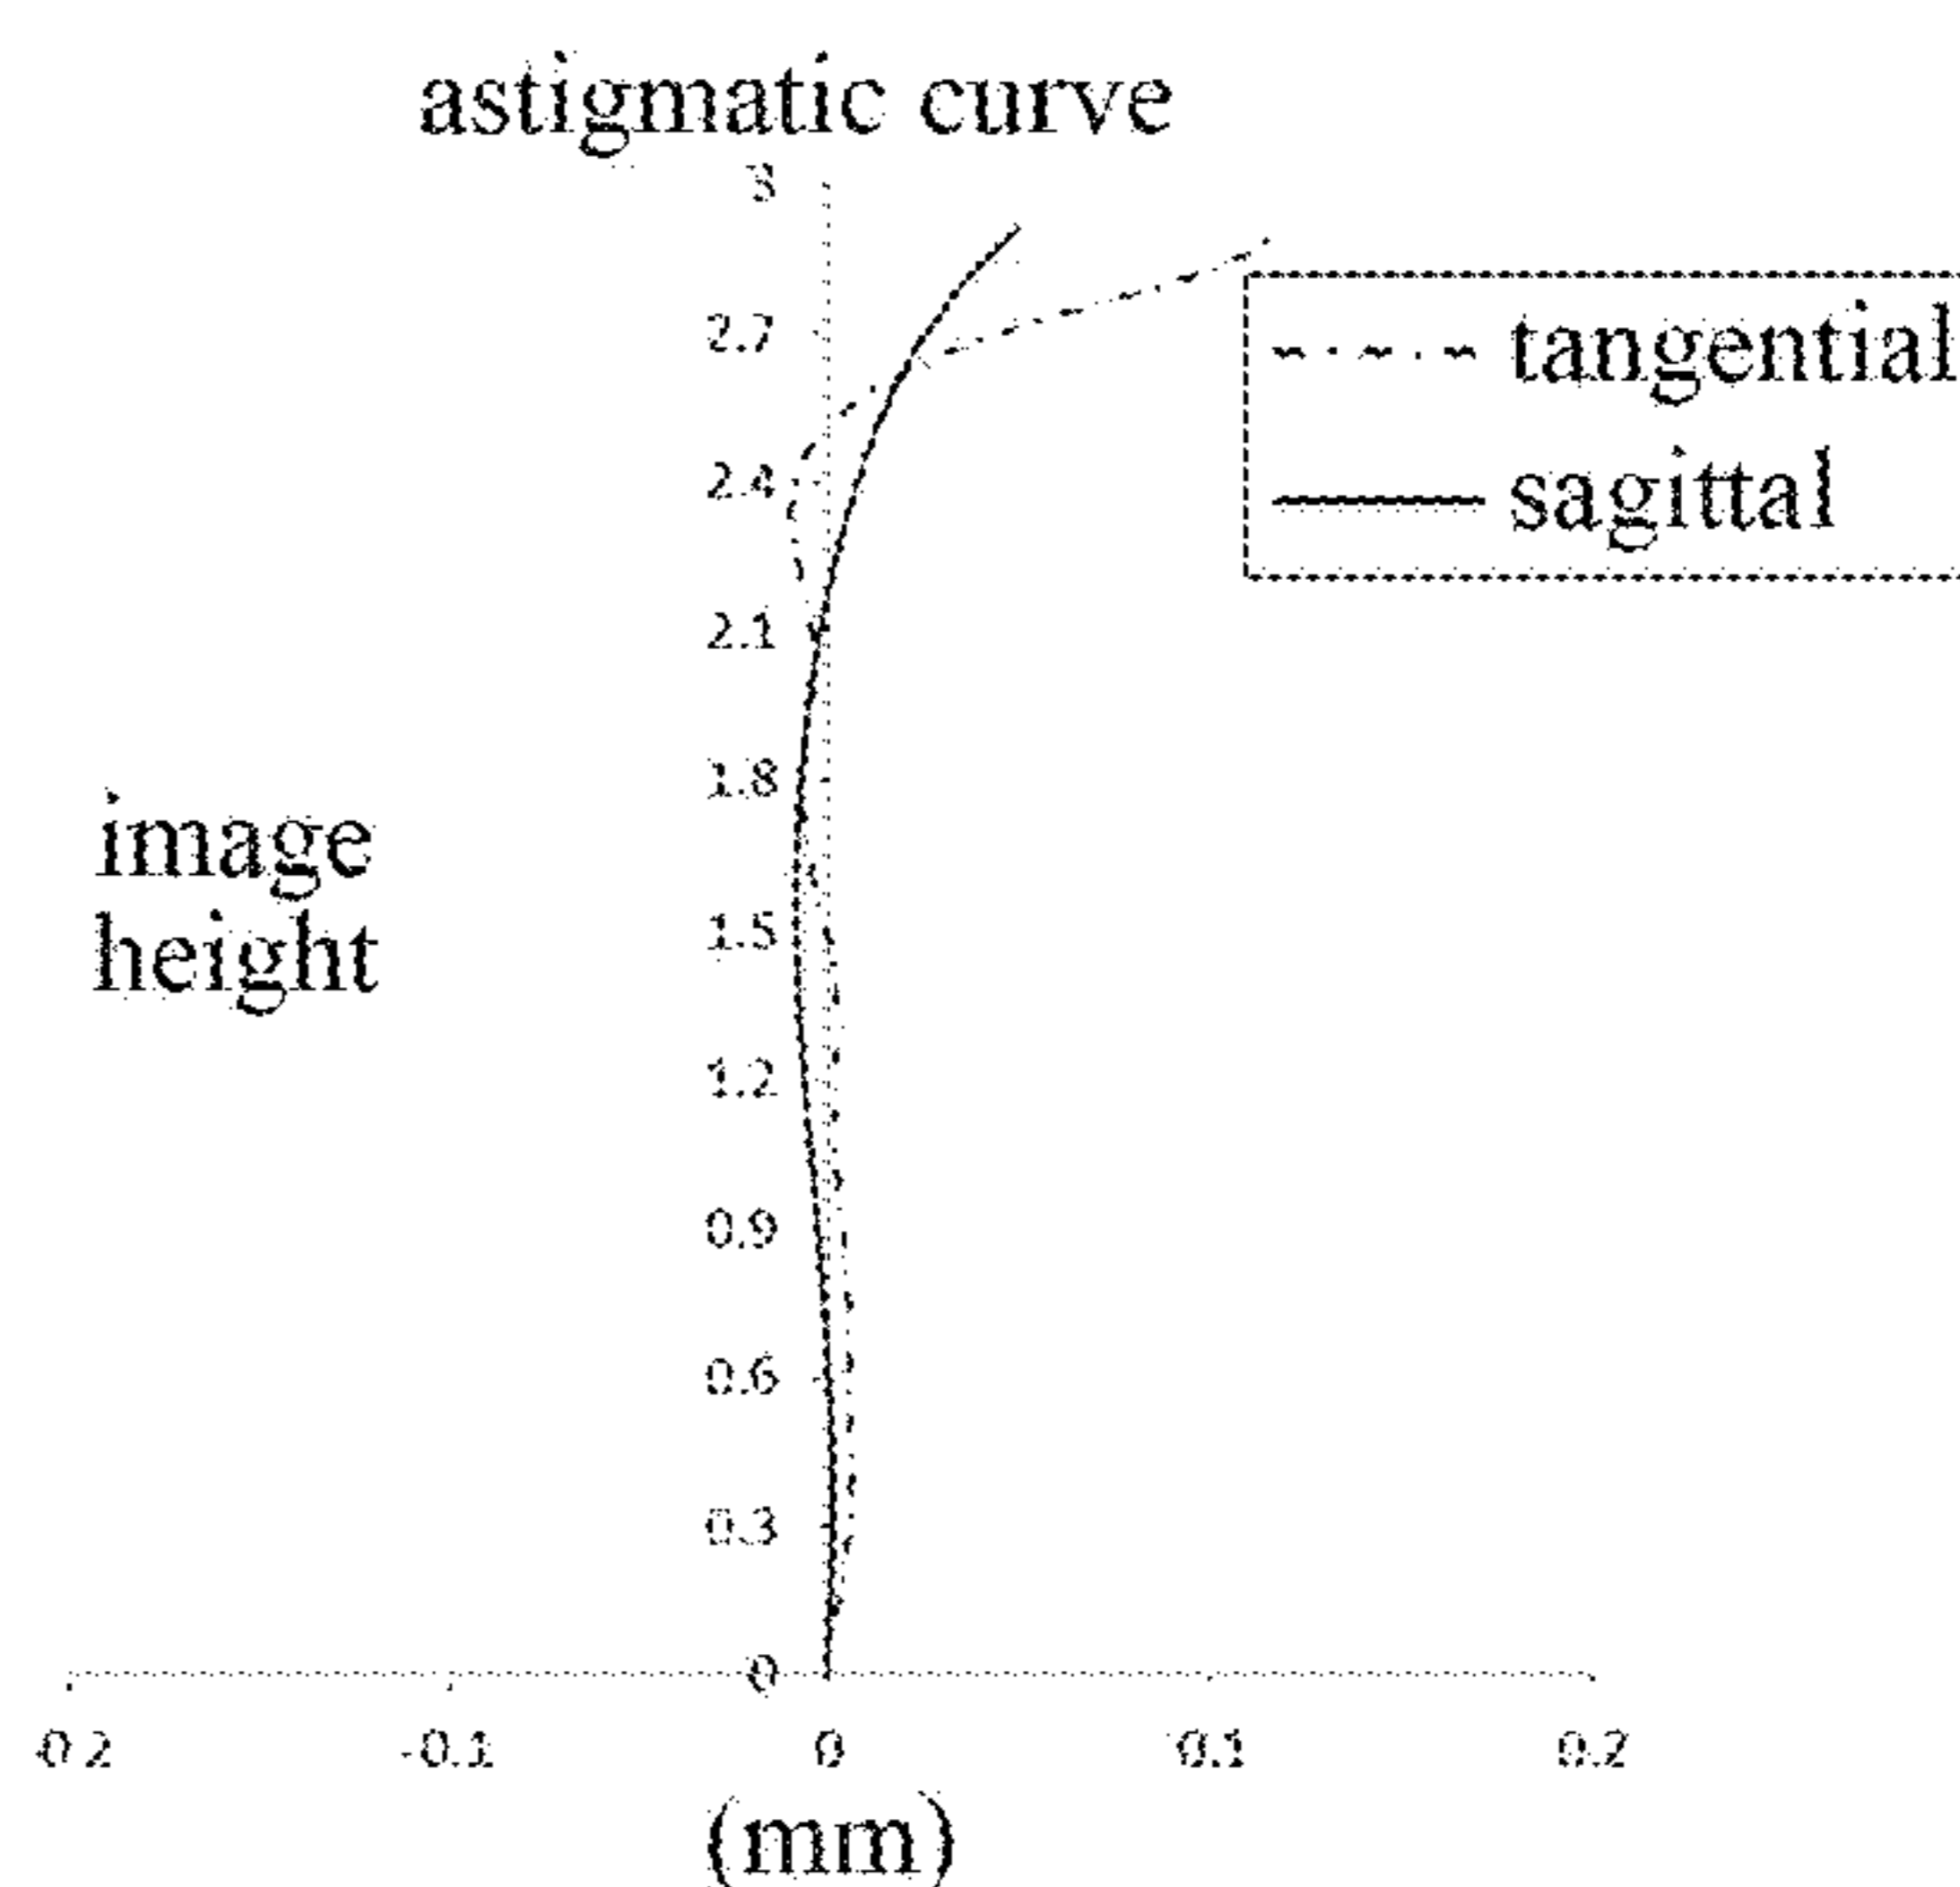 astigmatic curve
3
2.7
tangential
2.4
sagittal
2.1
1.8
image
height
1.5
1.2
0.9
0.6
0.3
0
-0.2 -0.1 0 0.1 0.2
(mm)